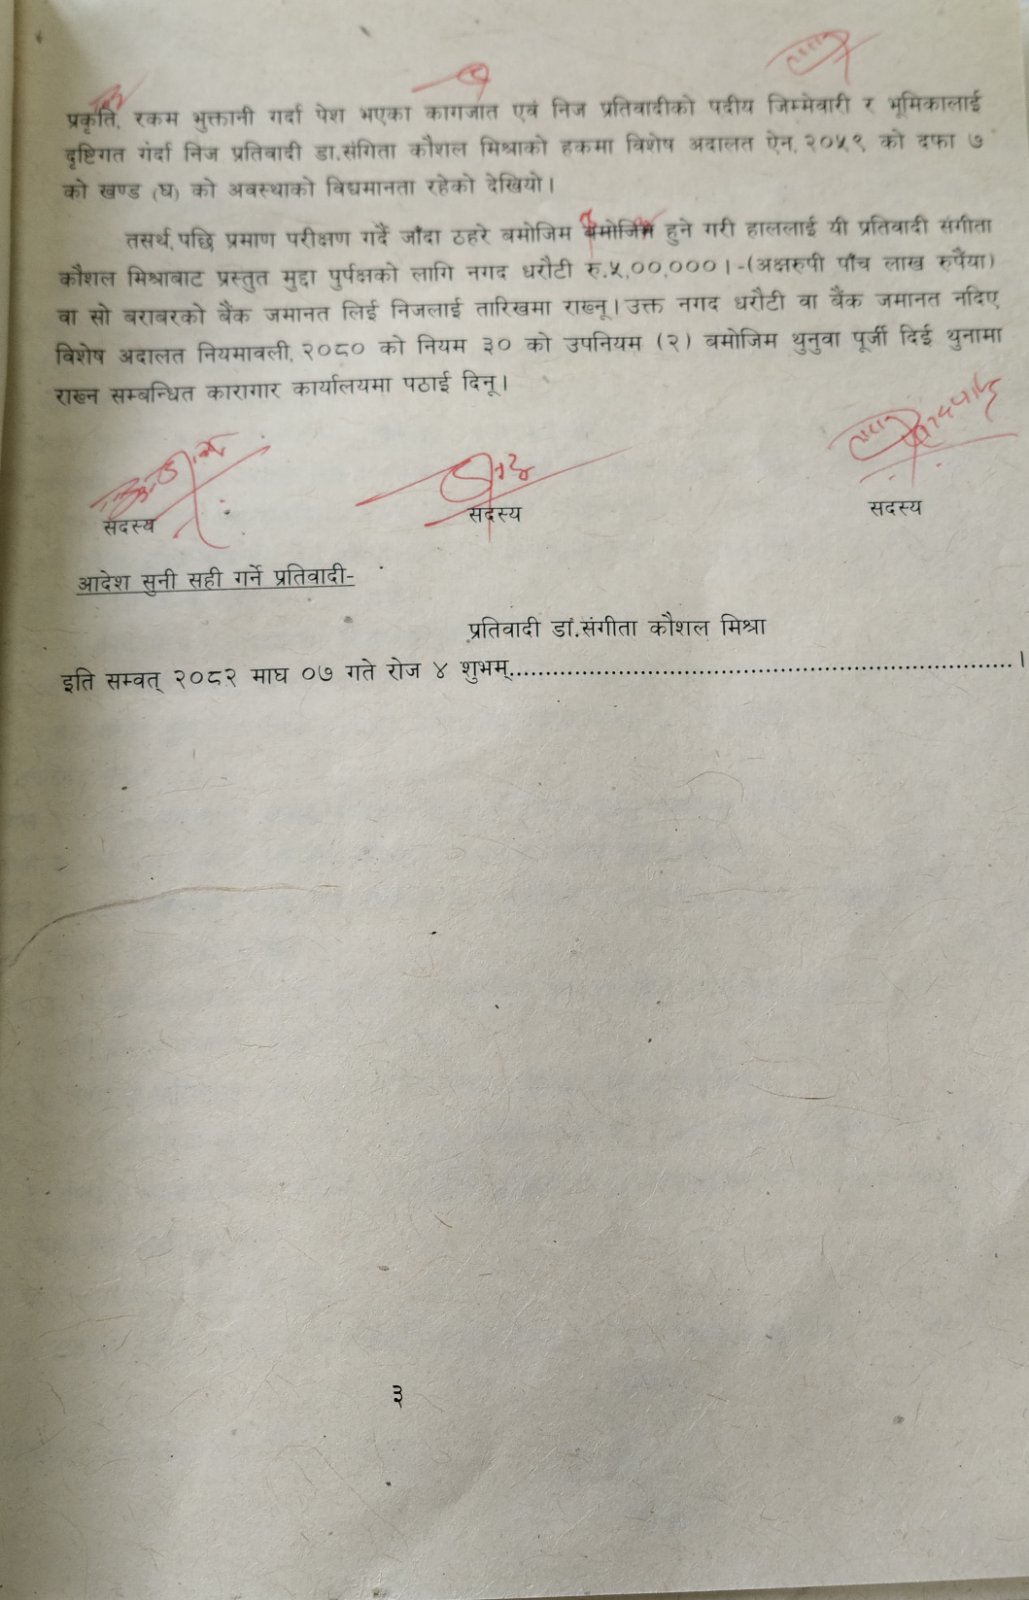 प्रकृति, रकम भुक्तानी गर्दा पेश भएका कागजात एवं निज प्रतिवादीको पदीय जिम्मेवारी र भूमिकालाई
दृष्टिगत गर्दा निज प्रतिवादी डा.संगिता कौशल मिश्राको हकमा विशेष अदालत ऐन, २०५९ को दफा ७
को खण्ड (घ) को अवस्थाको विद्यमानता रहेको देखियो ।
तसर्थ, पछि प्रमाण परीक्षण गर्दै जाँदा ठहरे बमोजिम हुने गरी हाललाई यी प्रतिवादी संगीता
कौशल मिश्राबाट प्रस्तुत मुद्दा पुर्पक्षको लागि नगद धरौटी रु.५,००,०००।-(अक्षरुपी पाँच लाख रुपैंया)
वा सो बराबरको बैंक जमानत लिई निजलाई तारिखमा राख्नू। उक्त नगद धरौटी वा बैंक जमानत नदिए
विशेष अदालत नियमावली, २०८० को नियम ३० को उपनियम (२) बमोजिम थुनुवा पूर्जी दिई थुनामा
राख्न सम्बन्धित कारागार कार्यालयमा पठाई दिनू।
सदस्य सदस्य सदस्य
आदेश सुनी सही गर्ने प्रतिवादी-
प्रतिवादी डा.संगीता कौशल मिश्रा
इति सम्वत् २०८२ माघ ०७ गते रोज ४ शुभम्..............................................................................।
३